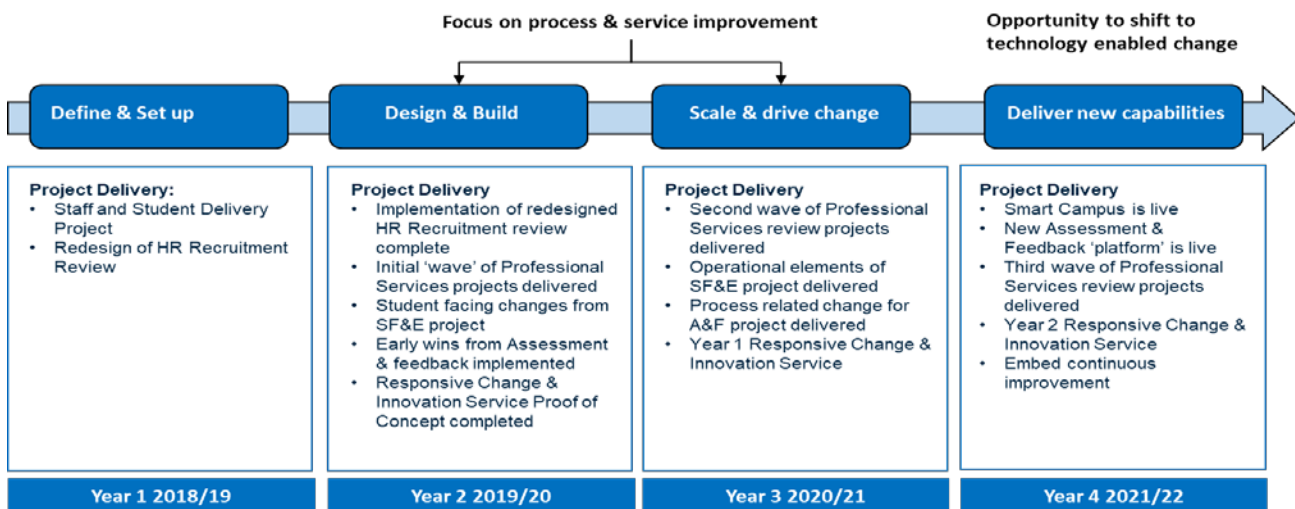 Focus on process & service improvement
Opportunity to shift to
technology enabled change
Define & Set up
Design & Build
Scale & drive change
Deliver new capabilities
Project Delivery:
• Staff and Student Delivery
Project
• Redesign of HR Recruitment
Review
Project Delivery
• Implementation of redesigned
HR Recruitment review
complete
• Initial ‘wave’ of Professional
Services projects delivered
• Student facing changes from
SF&E project
• Early wins from Assessment
& feedback implemented
• Responsive Change &
Innovation Service Proof of
Concept completed
Project Delivery
• Second wave of Professional
Services review projects
delivered
• Operational elements of
SF&E project delivered
• Process related change for
A&F project delivered
• Year 1 Responsive Change &
Innovation Service
Project Delivery
• Smart Campus is live
• New Assessment &
Feedback ‘platform’ is live
• Third wave of Professional
Services review projects
delivered
• Year 2 Responsive Change &
Innovation Service
• Embed continuous
improvement
Year 1 2018/19
Year 2 2019/20
Year 3 2020/21
Year 4 2021/22